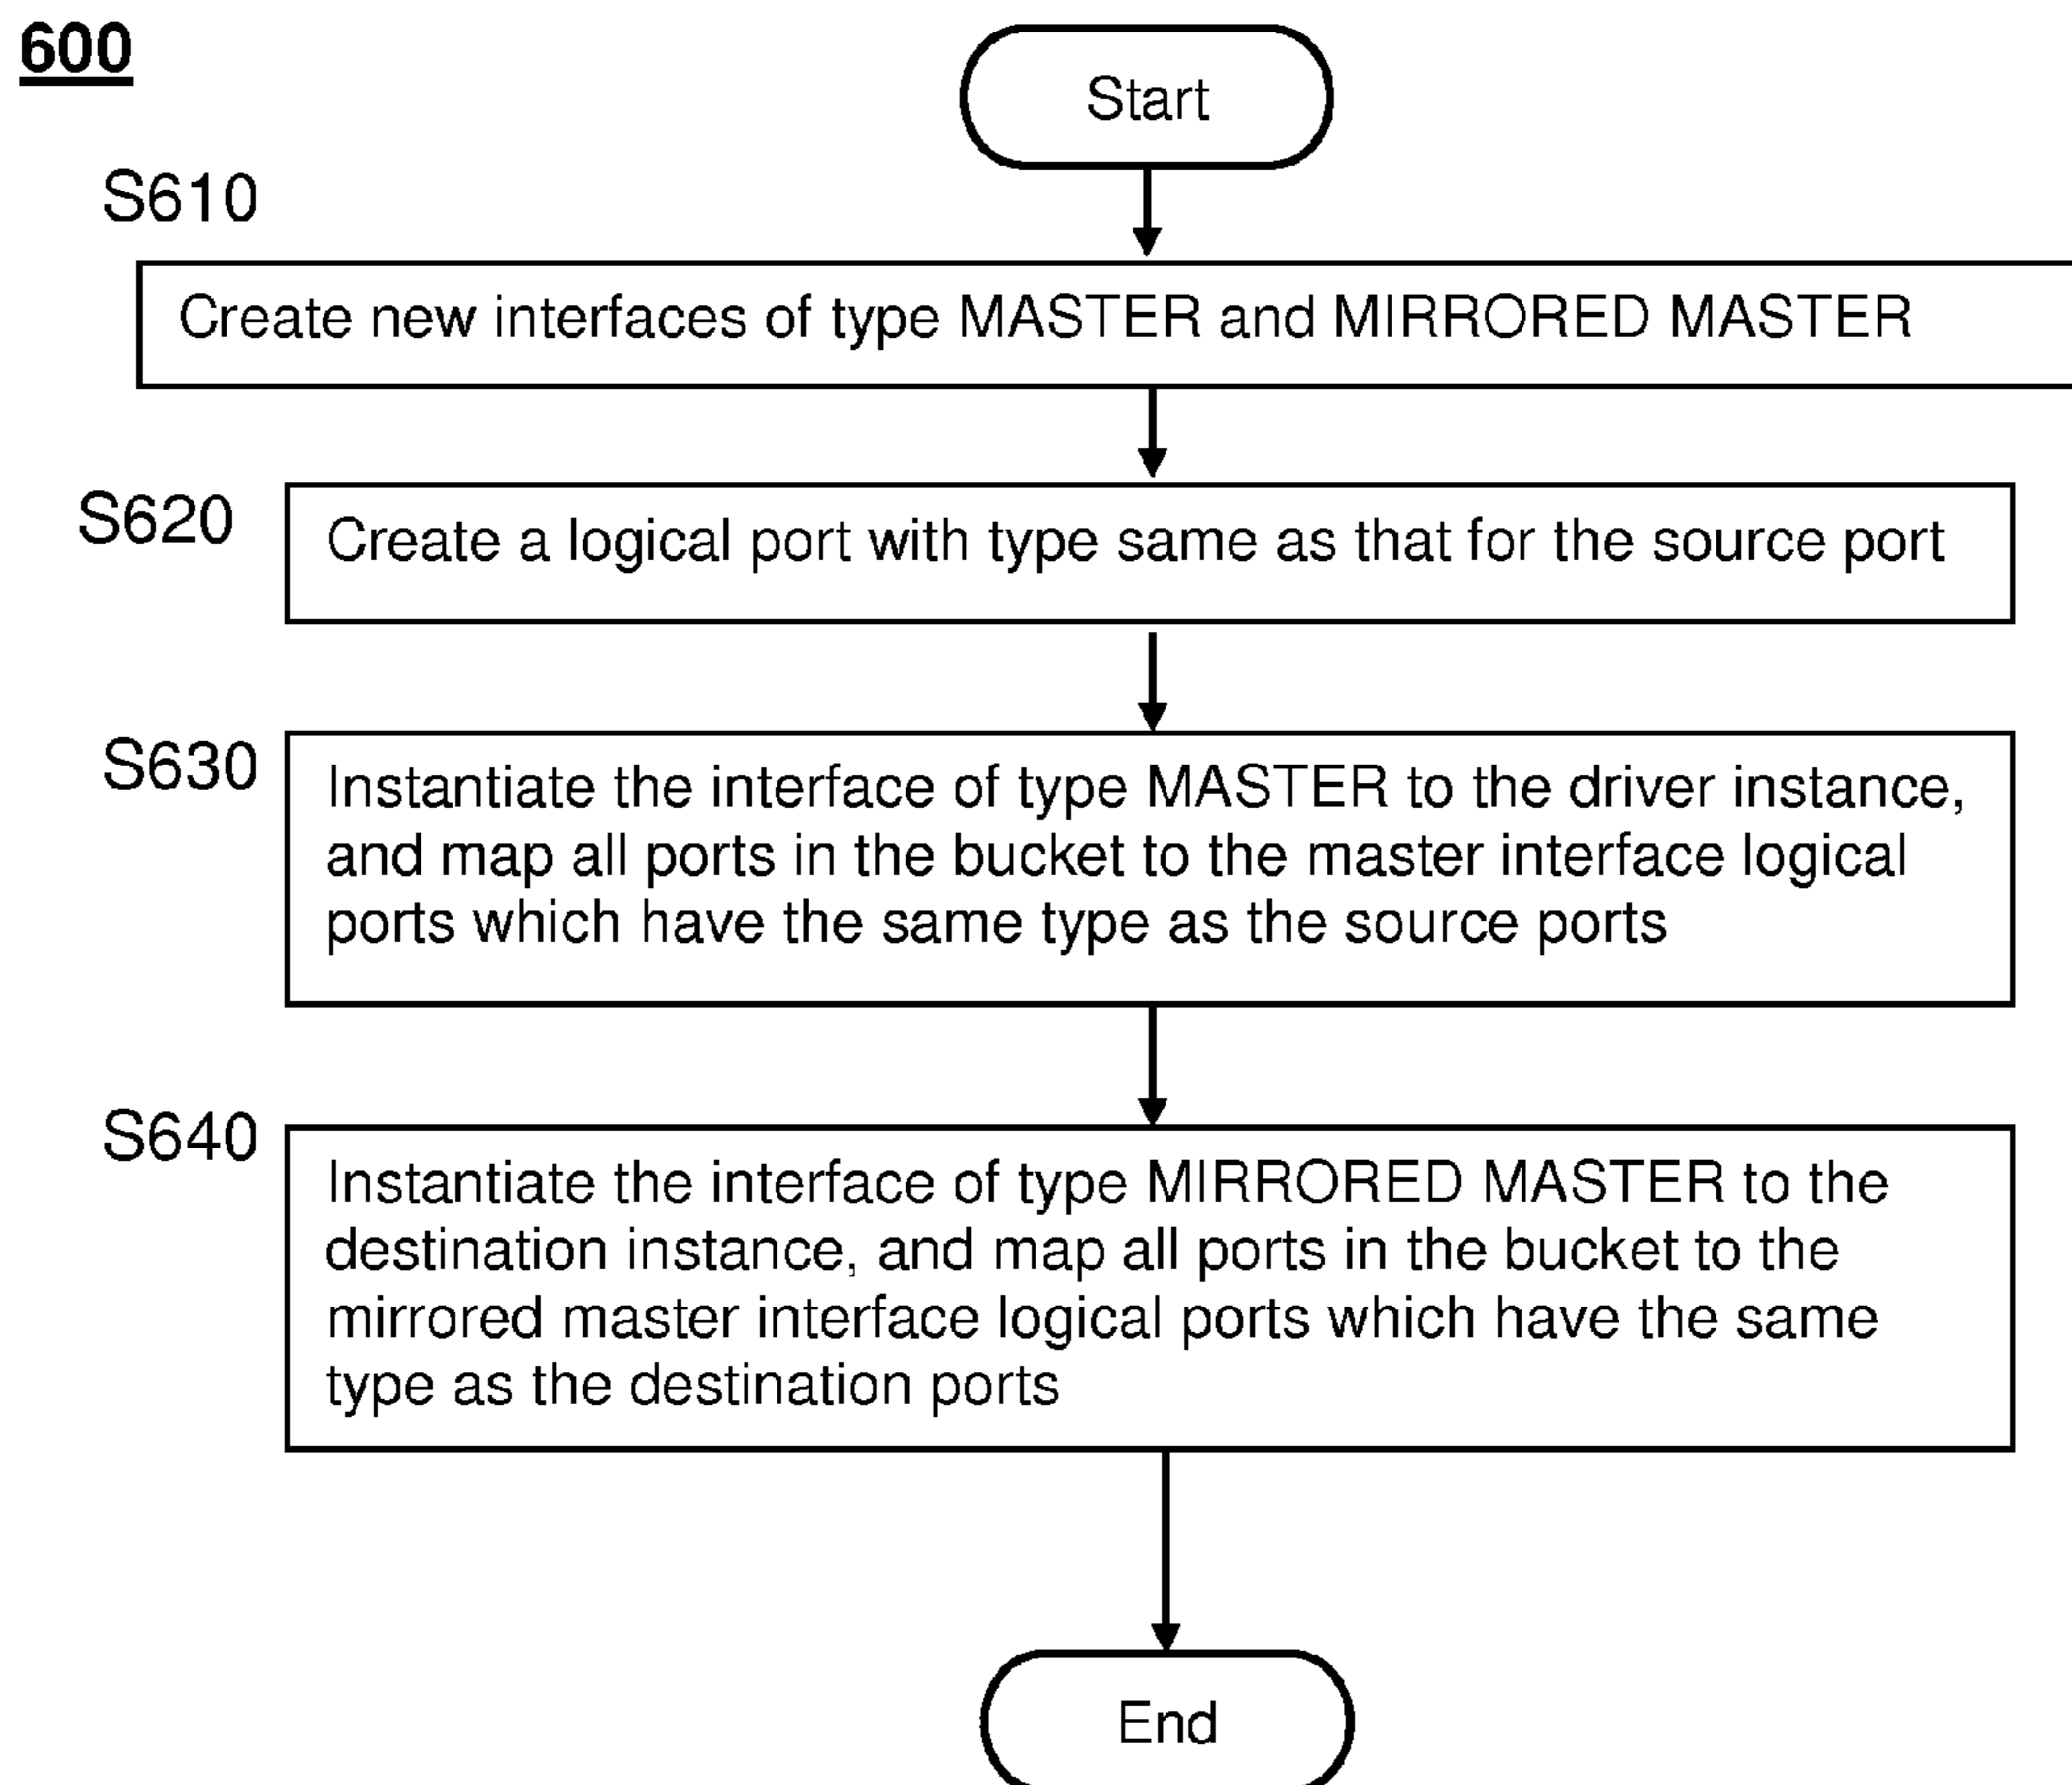 600
Start
S610
Create new interfaces of type MASTER and MIRRORED MASTER
S620
Create a logical port with type same as that for the source port
S630
Instantiate the interface of type MASTER to the driver instance,
and map all ports in the bucket to the master interface logical
ports which have the same type as the source ports
S640
Instantiate the interface of type MIRRORED MASTER to the
destination instance, and map all ports in the bucket to the
mirrored master interface logical ports which have the same
type as the destination ports
End